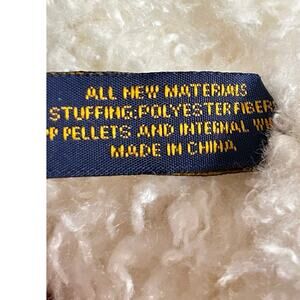 ALL NEW MATERIALS
STUFFING:POLYESTER FIBERS
PP PELLETS AND INTERNAL
MADE IN CHINA